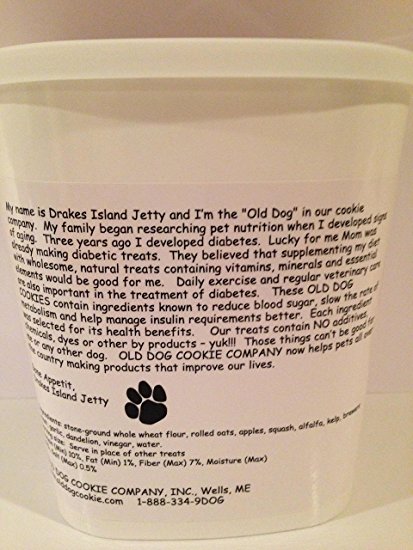 My name is Drakes Island Jetty and I'm the "Old Dog" in our cookie
company. My family began researching pet nutrition when I developed signs
of aging. Three years ago I developed diabetes. Lucky for me Mom was
already making diabetic treats. They believed that supplementing my diet
with wholesome, natural treats containing vitamins, minerals and essential
elements would be good for me. Daily exercise and regular veterinary care
are also important in the treatment of diabetes. These OLD DOG
COOKIES contain ingredients known to reduce blood sugar, slow the rate of
metabolism and help manage insulin requirements better. Each ingredient
was selected for its health benefits. Our treats contain NO additives,
chemicals, dyes or other by products – yuk!!! Those things can't be good for
me or any other dog. OLD DOG COOKIE COMPANY now helps pets all over
the country making products that improve our lives.
Appetit,
Drakes Island Jetty
stone-ground whole wheat flour, rolled oats, apples, squash, alfalfa, kelp,
garlic, dandelion, vinegar, water.
Serve in place of other treats
10%, Fat (Min) 1%, Fiber (Max) 7%, Moisture (Max)
(Max) 0.5%
DOG COOKIE COMPANY, INC., Wells, ME
1-888-334-9DOG